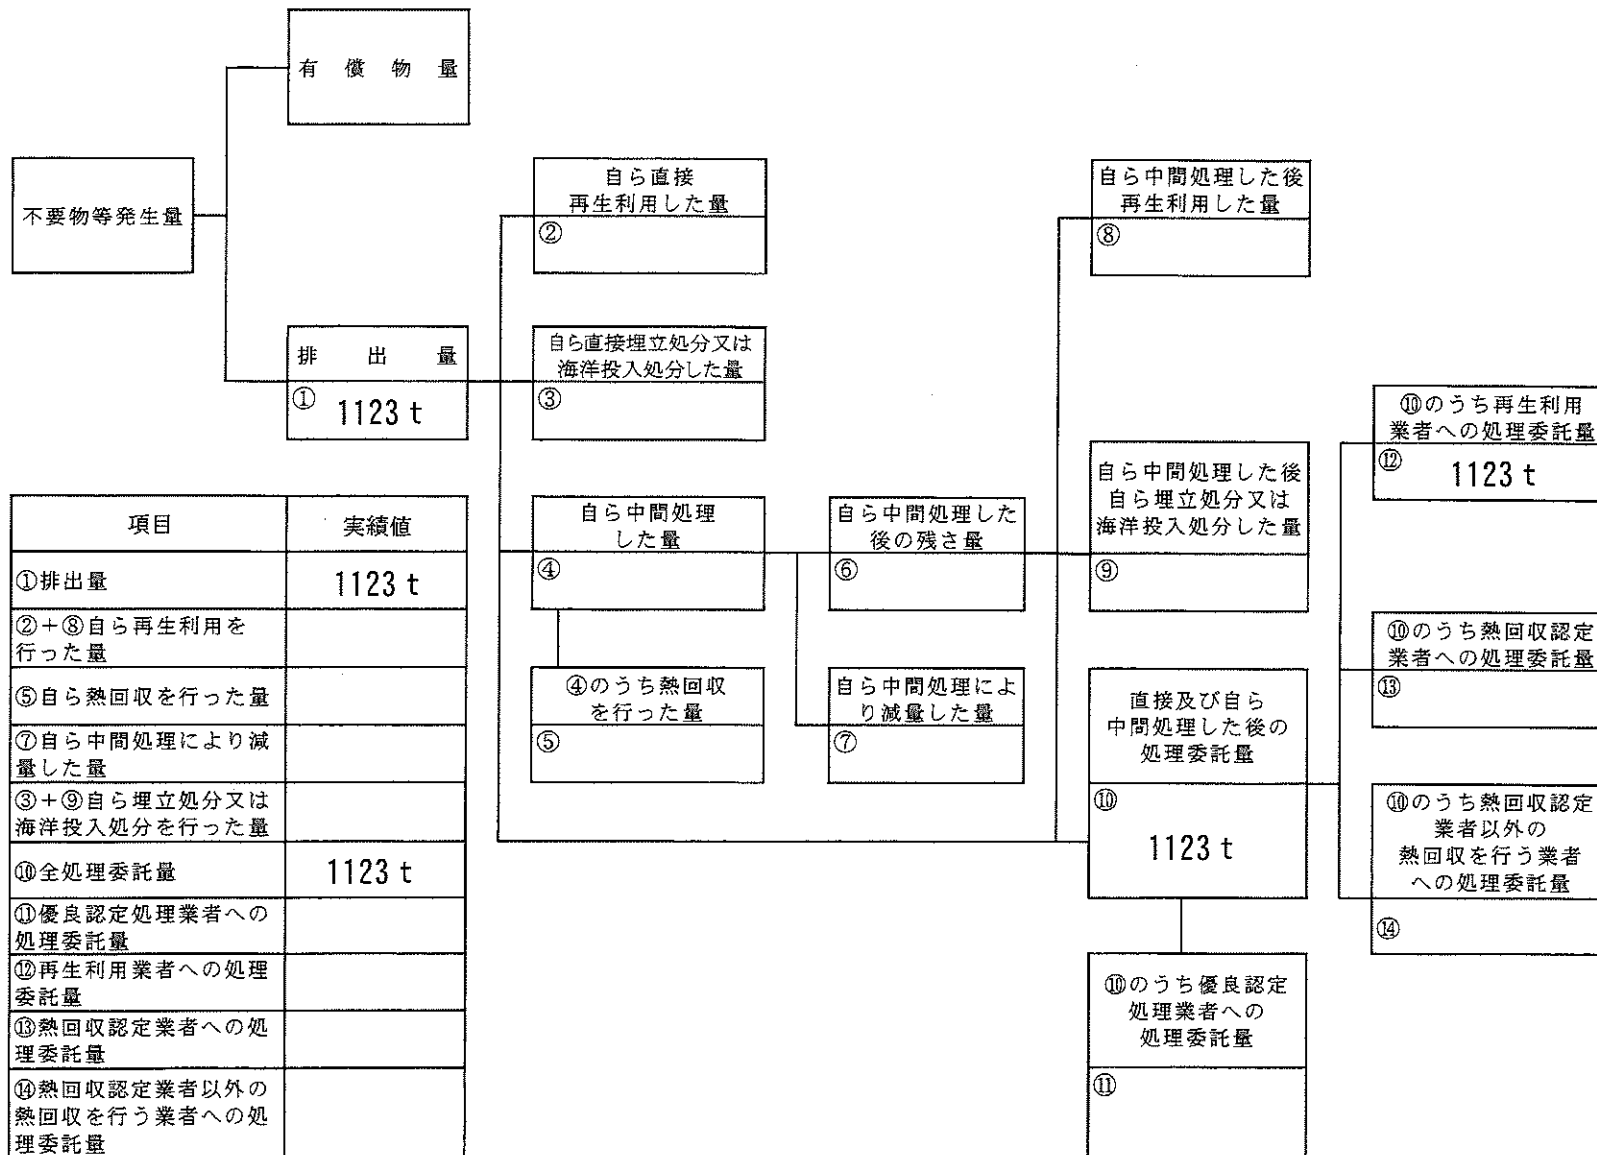 有償物量
不要物等発生量
自ら直接
再生利用した量
②
自ら中間処理した後
再生利用した量
⑧
排出量
① 1123 t
自ら直接埋立処分又は
海洋投入処分した量
③
⑩のうち再生利用
業者への処理委託量
⑫ 1123 t
自ら中間処理
した量
④
自ら中間処理した
後の残さ量
⑥
自ら中間処理した後
自ら埋立処分又は
海洋投入処分した量
⑨
⑩のうち熱回収認定
業者への処理委託量
⑬
④のうち熱回収
を行った量
⑤
自ら中間処理によ
り減量した量
⑦
直接及び自ら
中間処理した後の
処理委託量
⑩
1123 t
⑩のうち熱回収認定
業者以外の
熱回収を行う業者
への処理委託量
⑭
⑩のうち優良認定
処理業者への
処理委託量
⑪
項目 実績値
①排出量 1123 t
②+⑧自ら再生利用を
行った量
⑤自ら熱回収を行った量
⑦自ら中間処理により減
量した量
③+⑨自ら埋立処分又は
海洋投入処分を行った量
⑩全処理委託量 1123 t
⑪優良認定処理業者への
処理委託量
⑫再生利用業者への処理
委託量
⑬熱回収認定業者への処
理委託量
⑭熱回収認定業者以外の
熱回収を行う業者への処
理委託量